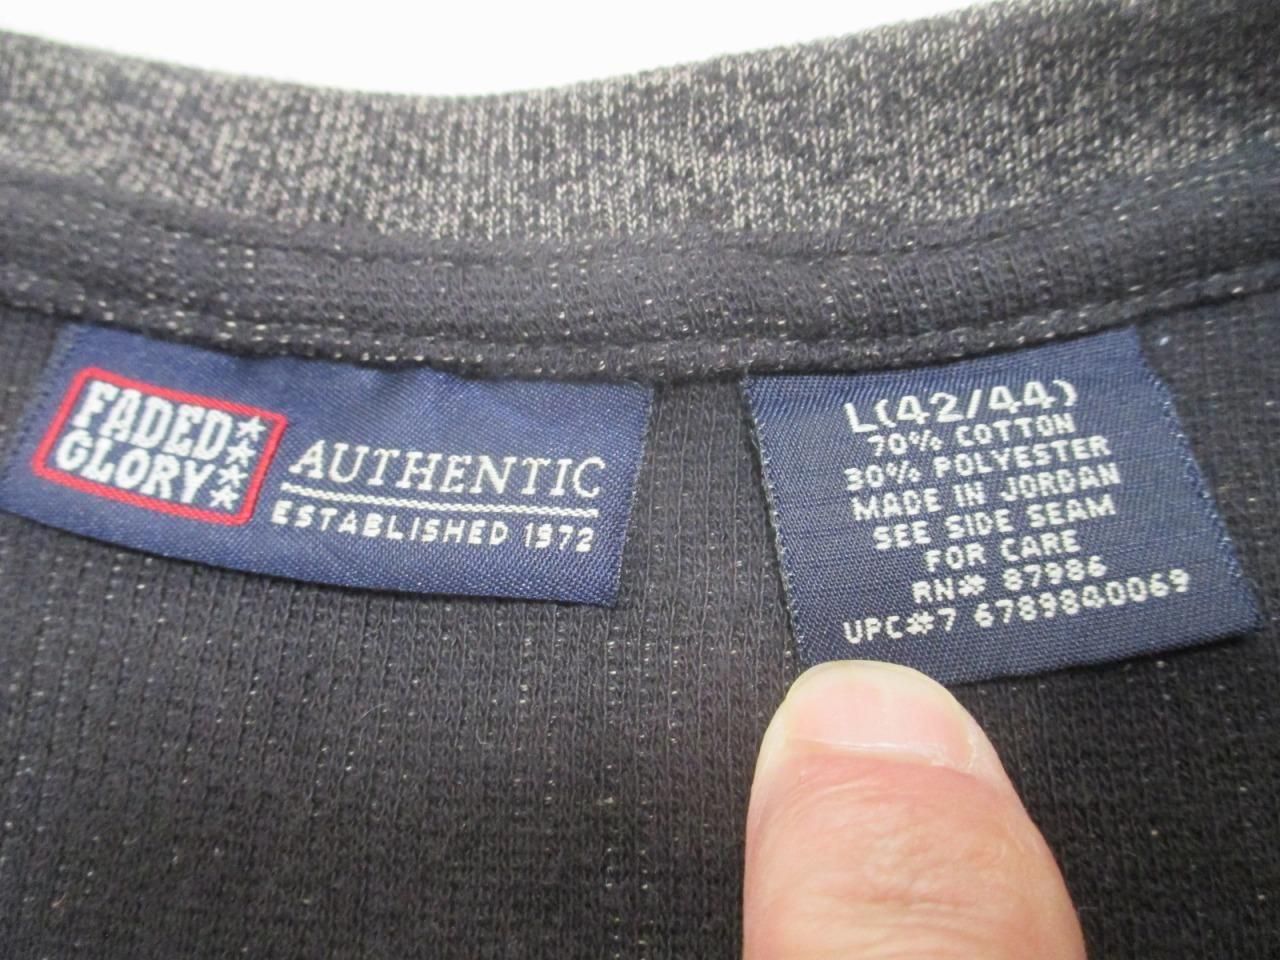 FADED
GLORY
AUTHENTIC
ESTABLISHED 1972
L(42/44)
70% COTTON
30% POLYESTER
MADE IN JORDAN
SEE SIDE SEAM
FOR CARE
RN# 87986
UPC#7 6789840069